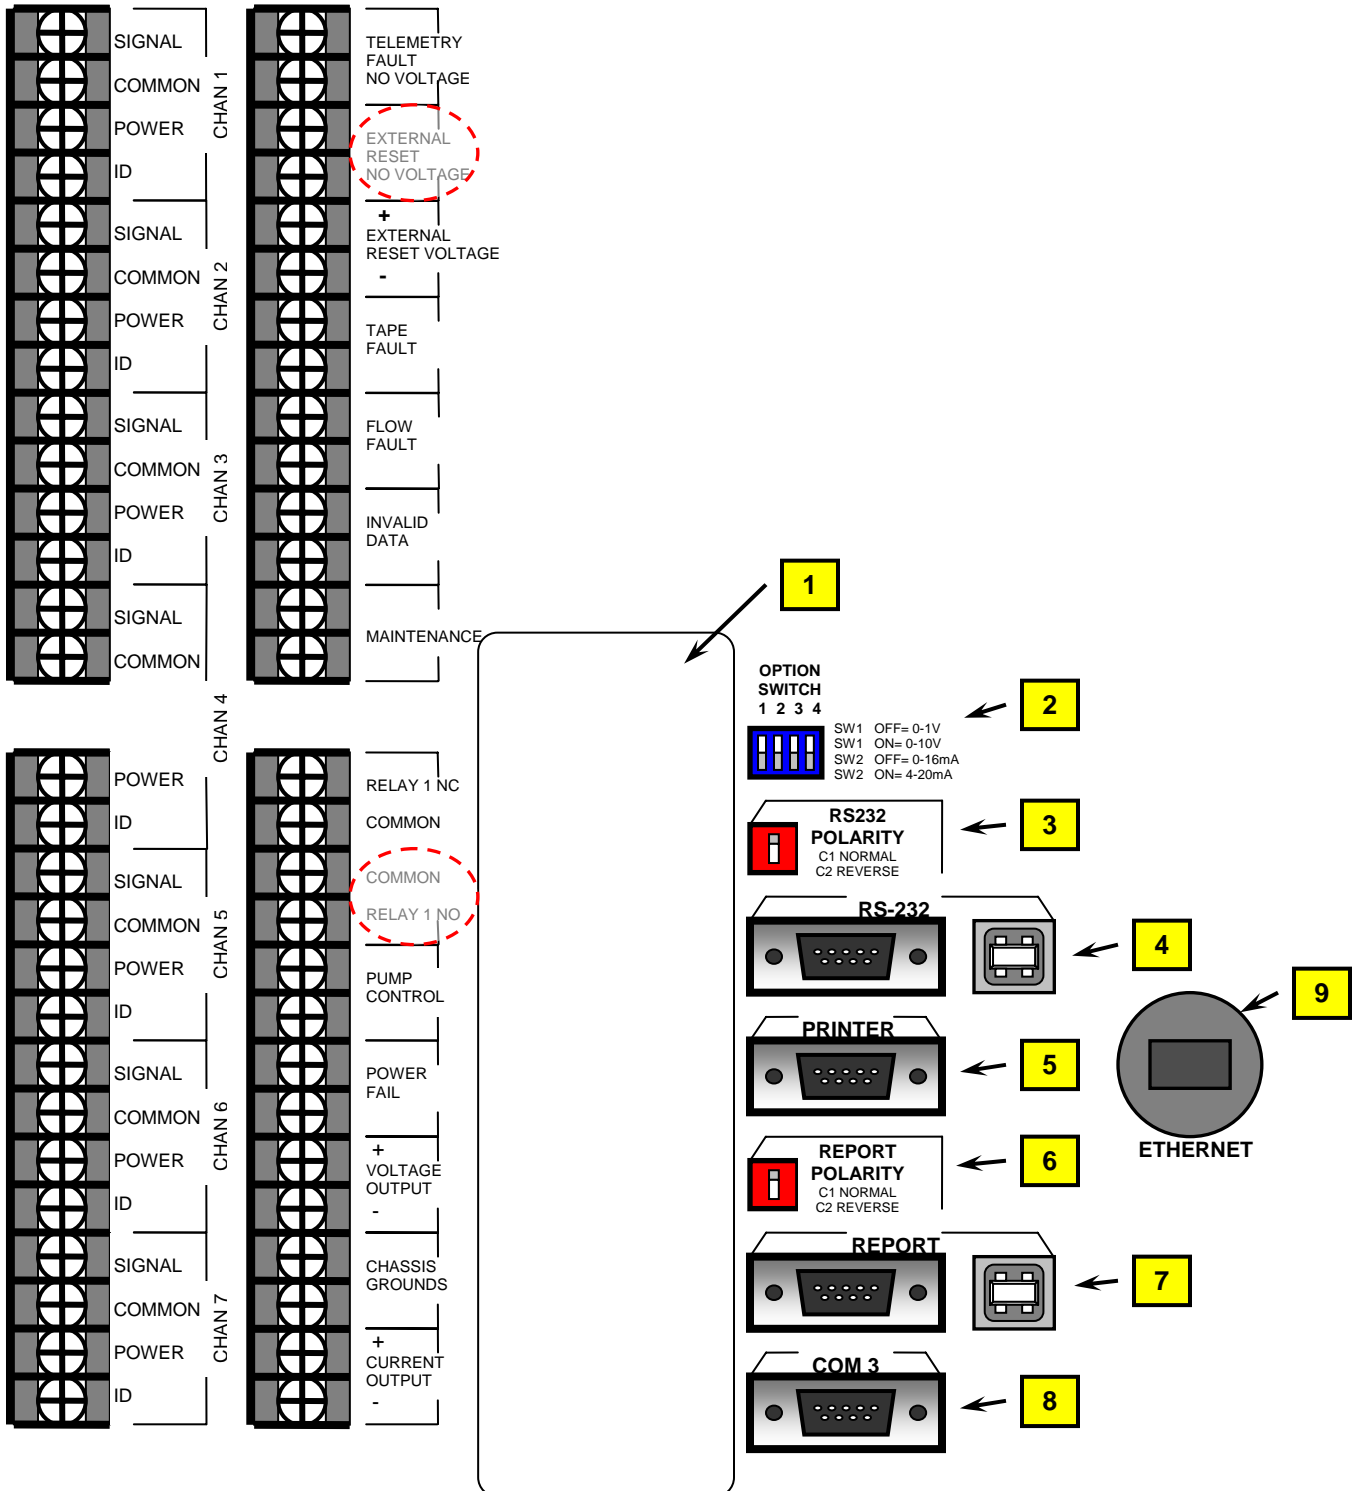 SIGNAL
COMMON
POWER
ID
CHAN 1
SIGNAL
COMMON
POWER
ID
CHAN 2
SIGNAL
COMMON
POWER
ID
CHAN 3
SIGNAL
COMMON
CHAN 4
POWER
ID
SIGNAL
COMMON
POWER
ID
CHAN 5
SIGNAL
COMMON
POWER
ID
CHAN 6
SIGNAL
COMMON
POWER
ID
CHAN 7
TELEMETRY
FAULT
NO VOLTAGE
EXTERNAL
RESET
NO VOLTAGE
+
EXTERNAL
RESET VOLTAGE
-
TAPE
FAULT
FLOW
FAULT
INVALID
DATA
MAINTENANCE
RELAY 1 NC
COMMON
COMMON
RELAY 1 NO
PUMP
CONTROL
POWER
FAIL
+
VOLTAGE
OUTPUT
-
CHASSIS
GROUNDS
+
CURRENT
OUTPUT
-
1
OPTION
SWITCH
1 2 3 4
SW1 OFF= 0-1V
SW1 ON= 0-10V
SW2 OFF= 0-16mA
SW2 ON= 4-20mA
2
RS232
POLARITY
C1 NORMAL
C2 REVERSE
3
RS-232
4
PRINTER
5
REPORT
POLARITY
C1 NORMAL
C2 REVERSE
6
REPORT
7
COM 3
8
9
ETHERNET